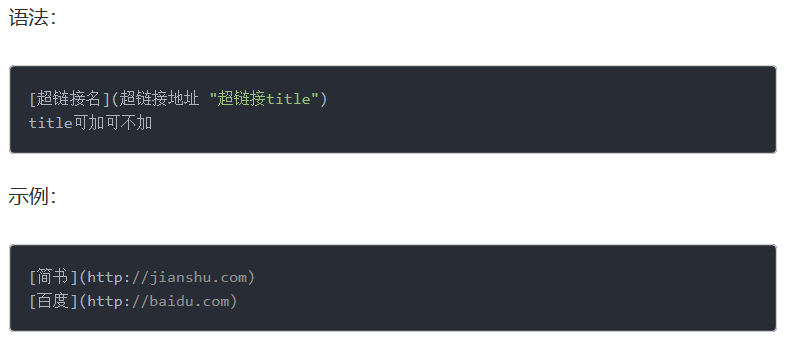 语法：
[超链接名](超链接地址 "超链接title")
title可加可不加
示例：
[简书](http://jianshu.com)
[百度](http://baidu.com)